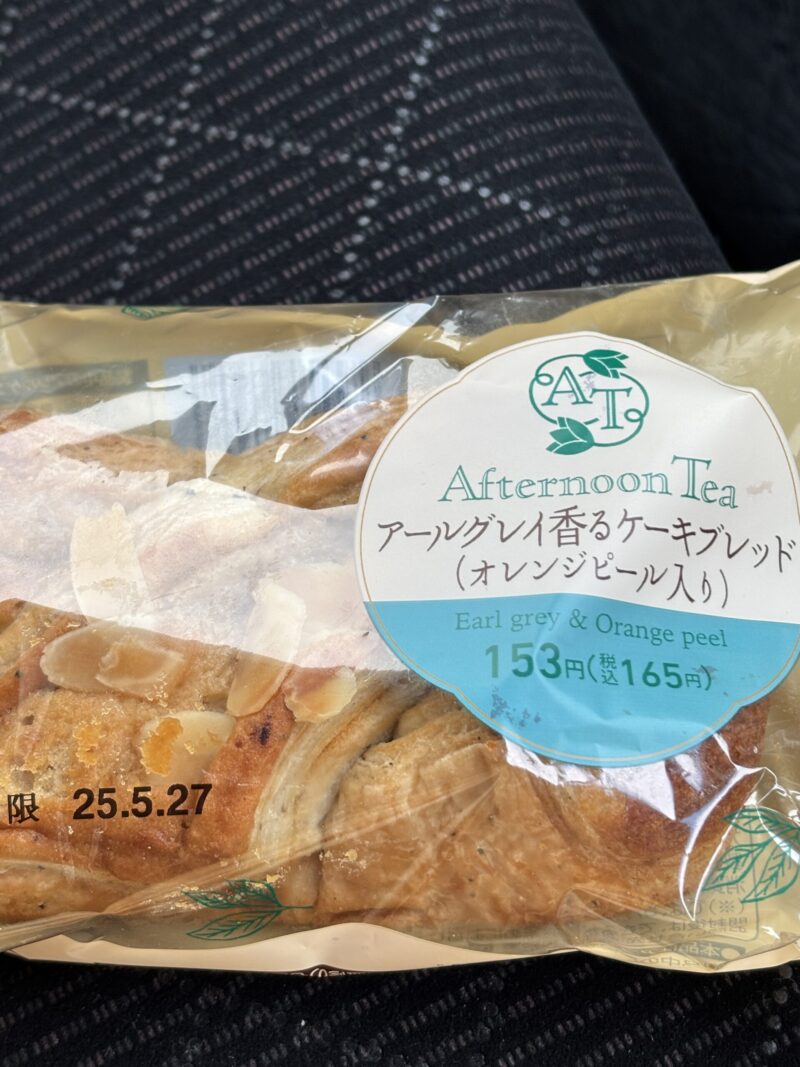 AT
Afternoon Tea
アールグレイ香るケーキブレッド
(オレンジピール入り)
Earl grey & Orange peel
153円(税込165円)
限 25.5.27